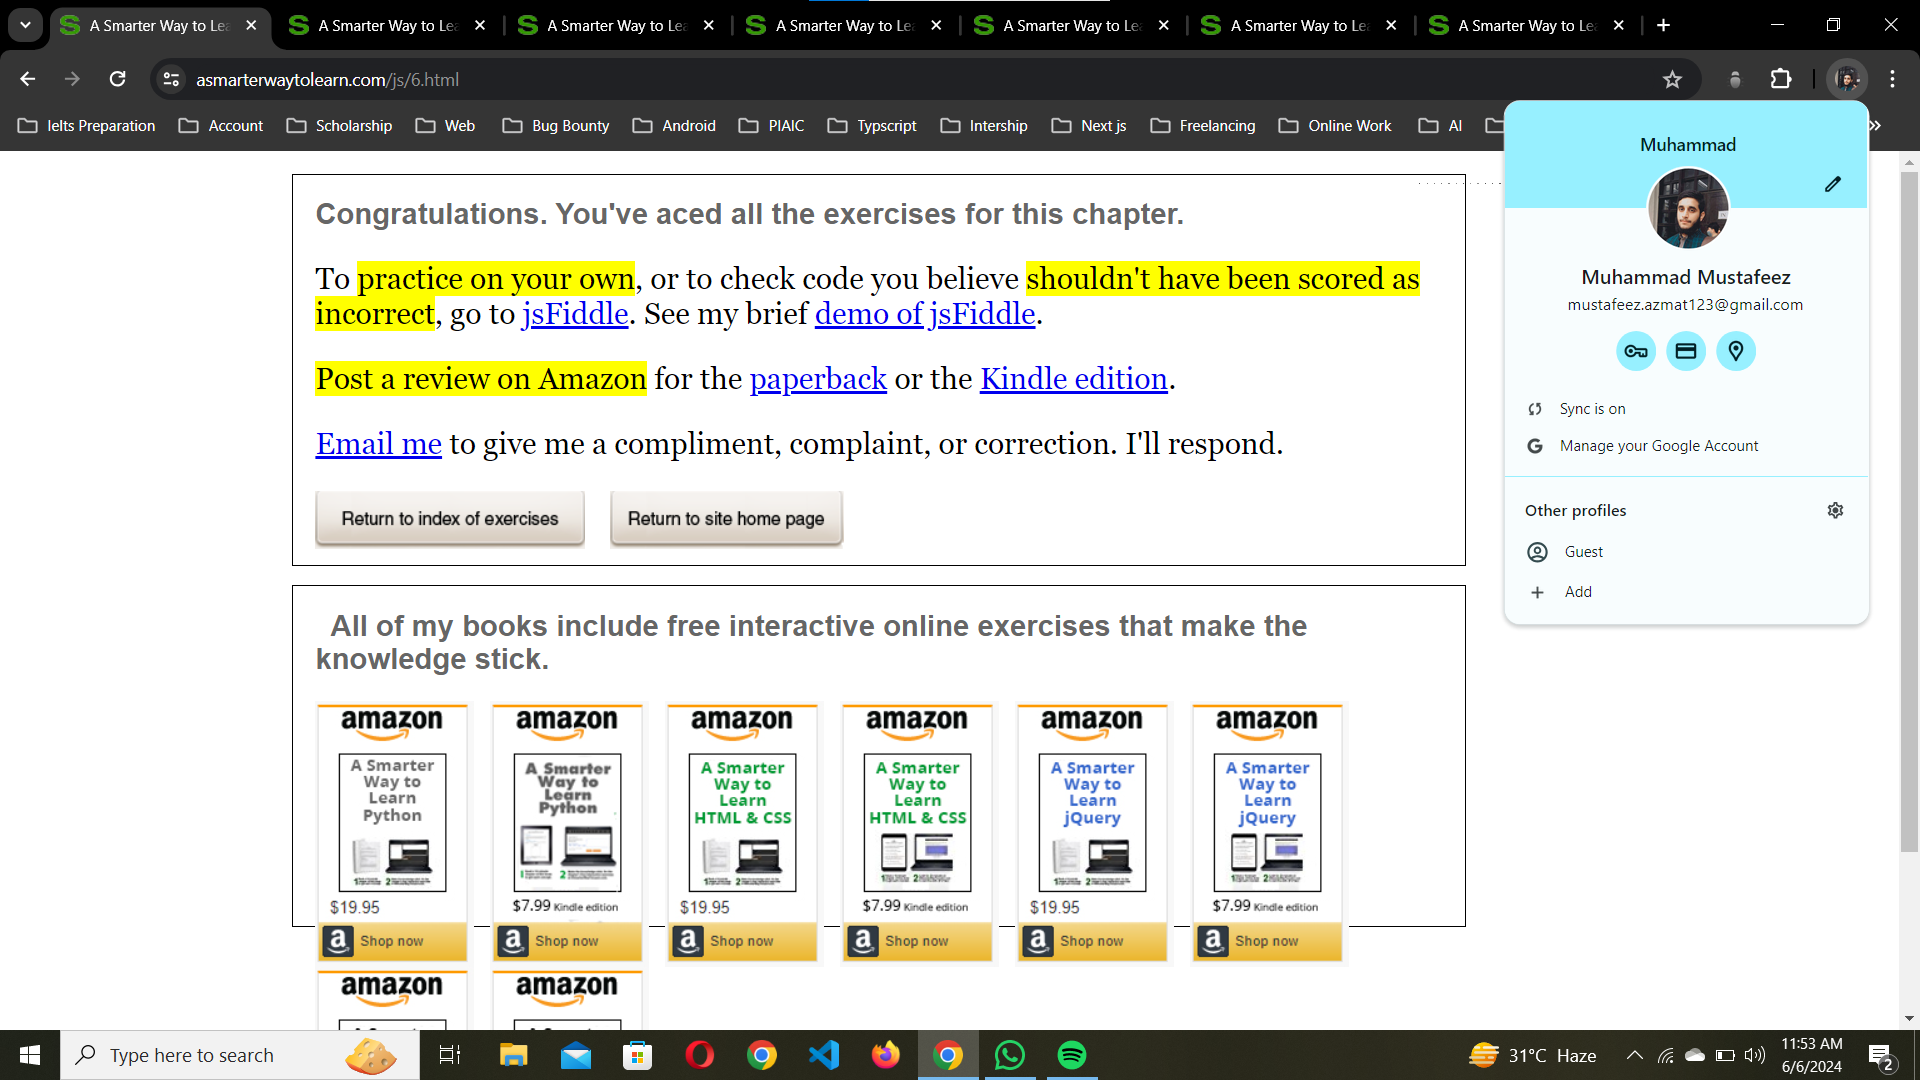 A Smarter Way to Lea
A Smarter Way to Le
A Smarter Way to Le
A Smarter Way to Le
A Smarter Way to Le
A Smarter Way to Le
A Smarter Way to Le
asmarterwaytolearn.com/js/6.html
Ielts Preparation Account Scholarship Web Bug Bounty Android PIAIC Typscript Intership Next js Freelancing Online Work AI
Muhammad
Muhammad Mustafeez
mustafeez.azmat123@gmail.com
Sync is on
Manage your Google Account
Other profiles
Guest
Add
Congratulations. You've aced all the exercises for this chapter.
To practice on your own, or to check code you believe shouldn't have been scored as
incorrect, go to jsFiddle. See my brief demo of jsFiddle.
Post a review on Amazon for the paperback or the Kindle edition.
Email me to give me a compliment, complaint, or correction. I'll respond.
Return to index of exercises Return to site home page
All of my books include free interactive online exercises that make the
knowledge stick.
amazon
A Smarter
Way to
Learn
Python
$19.95
Shop now
amazon
A Smarter
Way to
Learn
Python
$7.99 Kindle edition
Shop now
amazon
A Smarter
Way to
Learn
HTML & CSS
$19.95
Shop now
amazon
A Smarter
Way to
Learn
HTML & CSS
$7.99 Kindle edition
Shop now
amazon
A Smarter
Way to
Learn
jQuery
$19.95
Shop now
amazon
A Smarter
Way to
Learn
jQuery
$7.99 Kindle edition
Shop now
amazon
amazon
Type here to search
31°C Haze
11:53 AM
6/6/2024
2